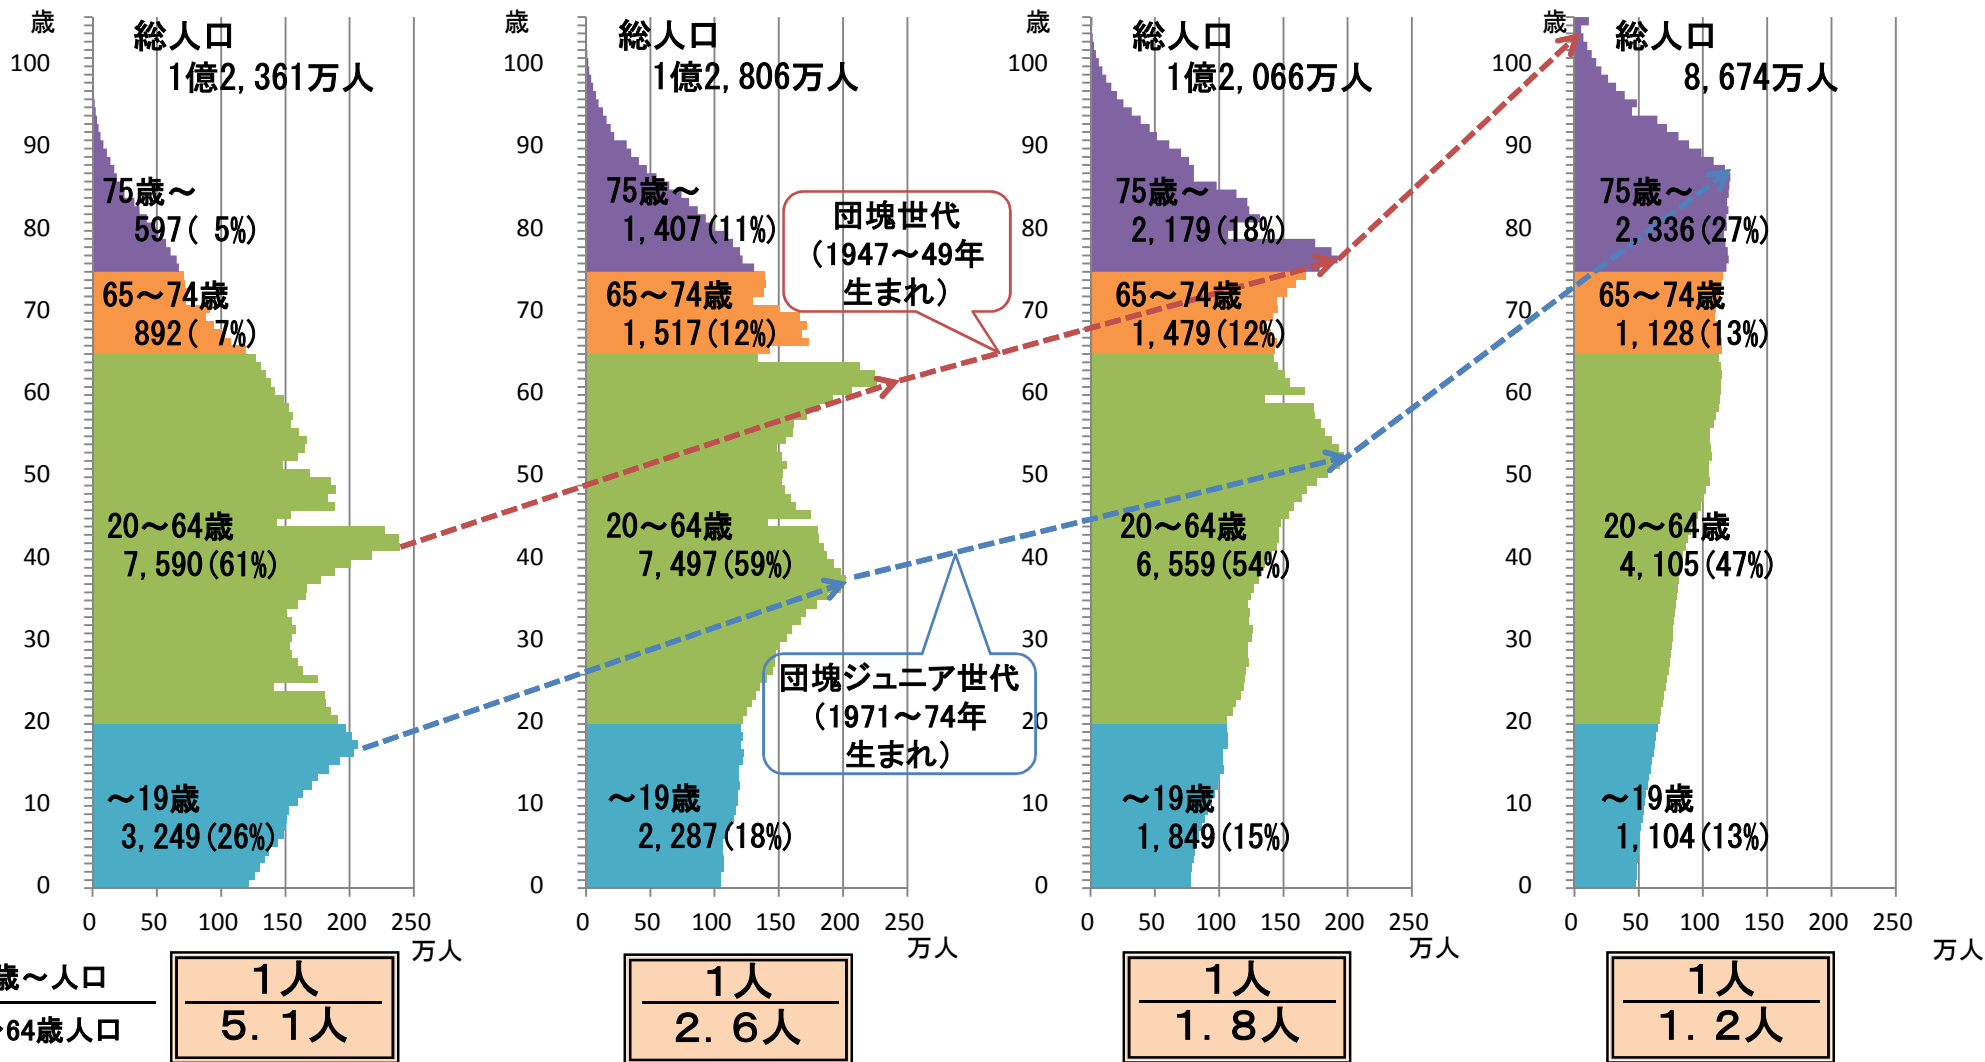 歳
総人口
1億2,361万人
100
90
80
70
60
50
40
30
20
10
0
75歳～
597( 5%)
65～74歳
892( 7%)
20～64歳
7,590(61%)
～19歳
3,249(26%)
0 50 100 150 200 250
万人
歳
総人口
1億2,806万人
100
90
80
70
60
50
40
30
20
10
0
75歳～
1,407(11%)
65～74歳
1,517(12%)
20～64歳
7,497(59%)
～19歳
2,287(18%)
0 50 100 150 200 250
万人
団塊世代
(1947～49年
生まれ)
団塊ジュニア世代
(1971～74年
生まれ)
歳
総人口
1億2,066万人
100
90
80
70
60
50
40
30
20
10
0
75歳～
2,179(18%)
65～74歳
1,479(12%)
20～64歳
6,559(54%)
～19歳
1,849(15%)
0 50 100 150 200 250
万人
歳
総人口
8,674万人
100
90
80
70
60
50
40
30
20
10
0
75歳～
2,336(27%)
65～74歳
1,128(13%)
20～64歳
4,105(47%)
～19歳
1,104(13%)
0 50 100 150 200 250
万人
歳～人口
～64歳人口
1人
5.1人
1人
2.6人
1人
1.8人
1人
1.2人